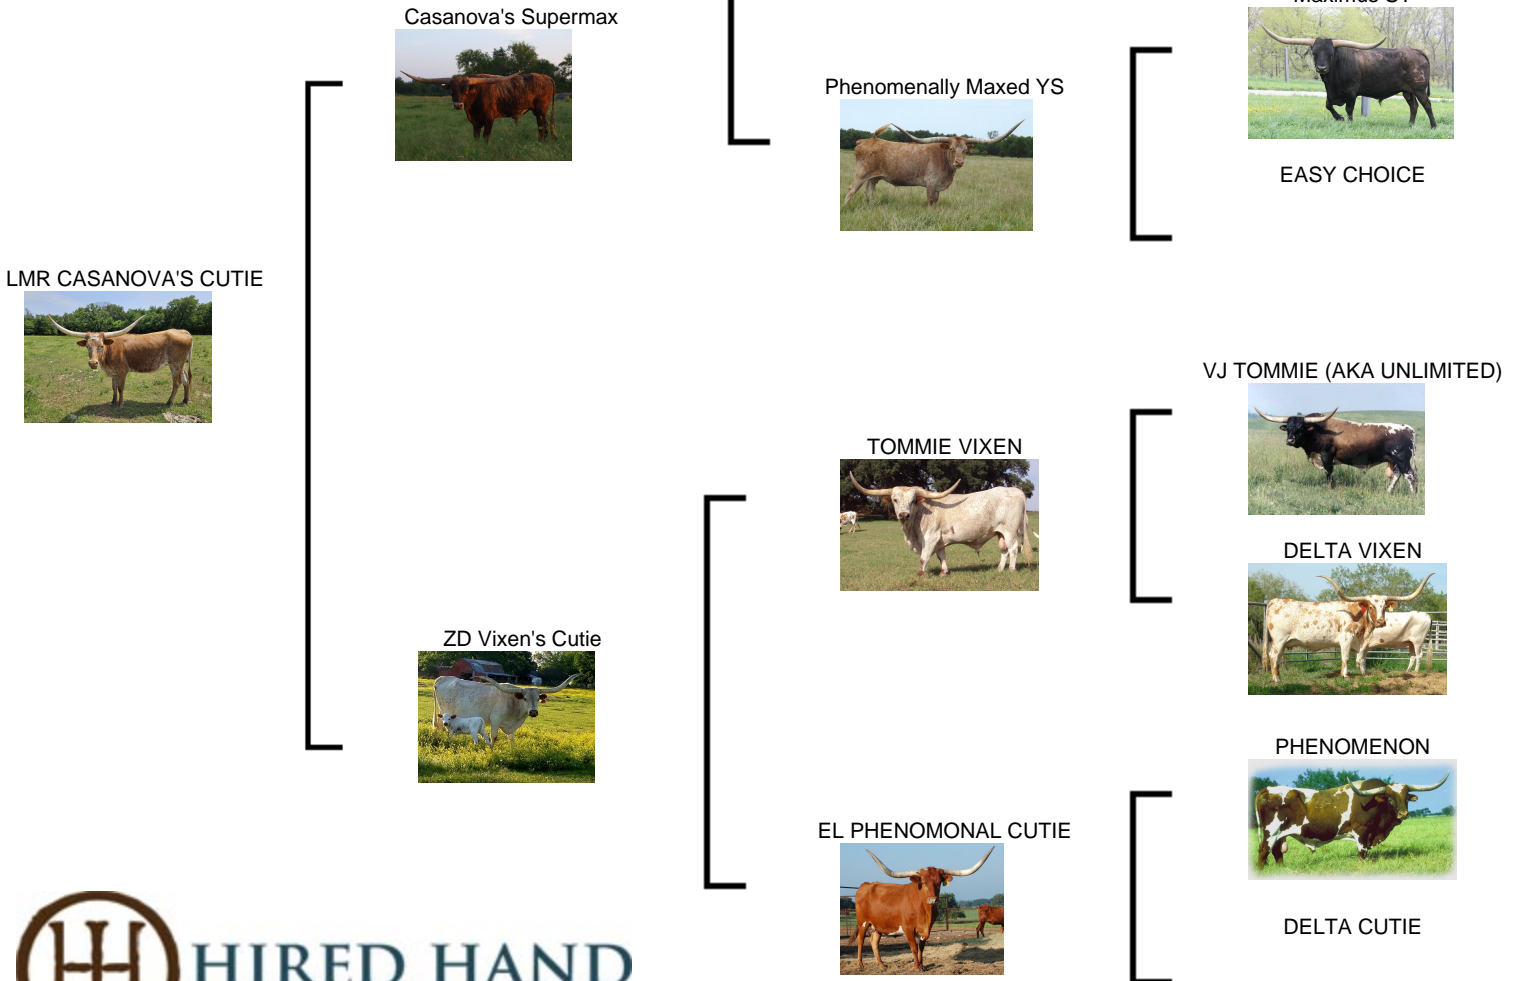 Casanova's Supermax
Phenomenally Maxed YS
EASY CHOICE
LMR CASANOVA'S CUTIE
VJ TOMMIE (AKA UNLIMITED)
TOMMIE VIXEN
DELTA VIXEN
ZD Vixen's Cutie
PHENOMENON
EL PHENOMONAL CUTIE
DELTA CUTIE
HIRED HAND